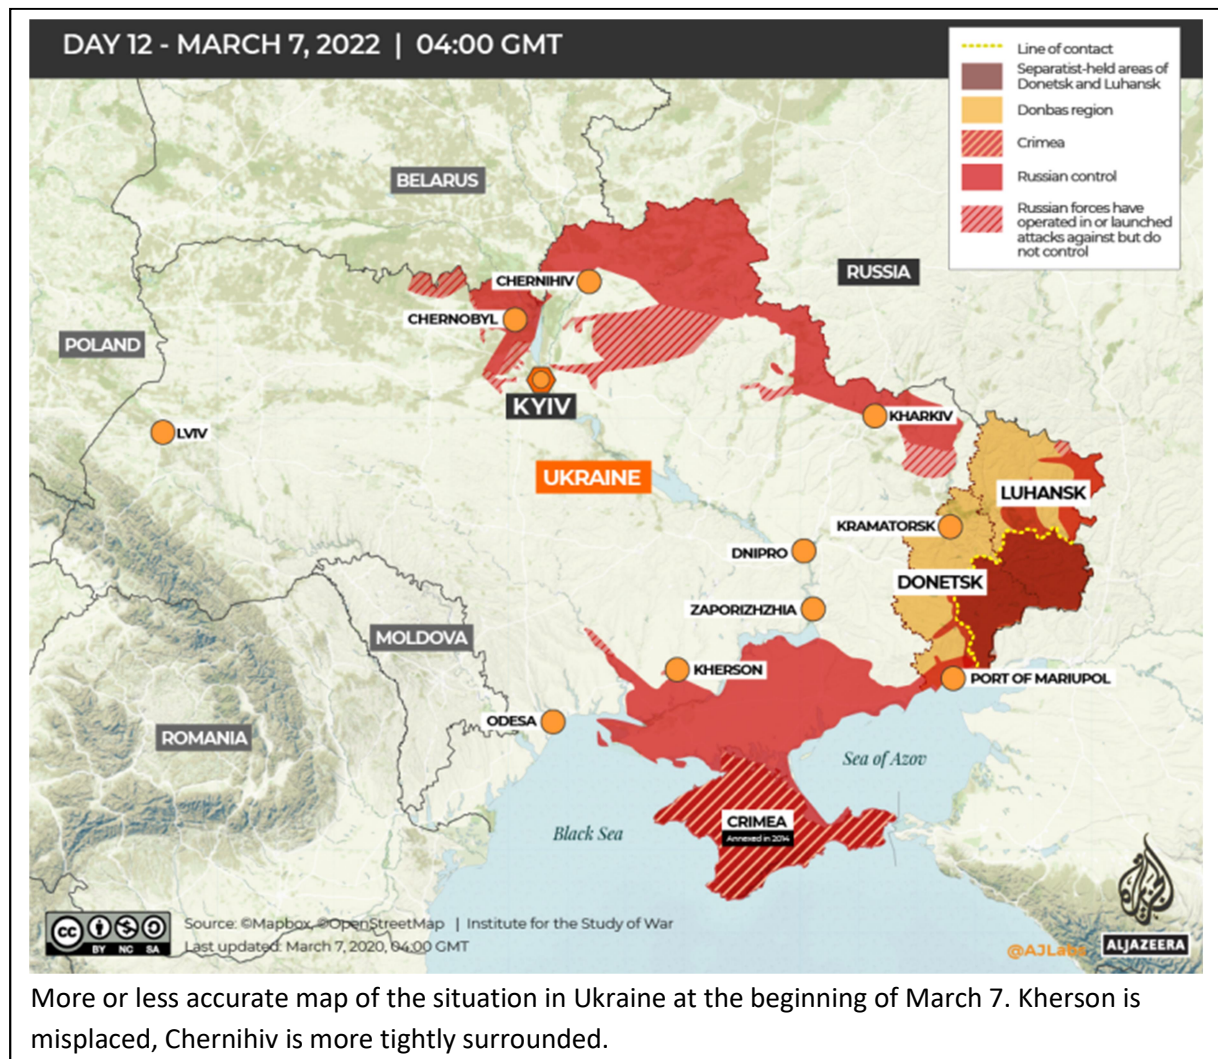 DAY 12 - MARCH 7, 2022 | 04:00 GMT
Line of contact
Separatist-held areas of
Donetsk and Luhansk
Donbas region
Crimea
Russian control
Russian forces have
operated in or launched
attacks against but do
not control
BELARUS
RUSSIA
CHERNIHIV
CHERNOBYL
POLAND
KYIV
KHARKIV
LVIV
UKRAINE
LUHANSK
KRAMATORSK
DNIPRO
DONETSK
ZAPORIZHZHIA
MOLDOVA
KHERSON
PORT OF MARIUPOL
ODESA
ROMANIA
Sea of Azov
CRIMEA
Annexed in 2014
Black Sea
cc BY NC SA
Source: ©Mapbox, ©OpenStreetMap | Institute for the Study of War
Last updated: March 7, 2020, 04:00 GMT
@AJLabs
الجزيرة
ALJAZEERA
More or less accurate map of the situation in Ukraine at the beginning of March 7. Kherson is
misplaced, Chernihiv is more tightly surrounded.